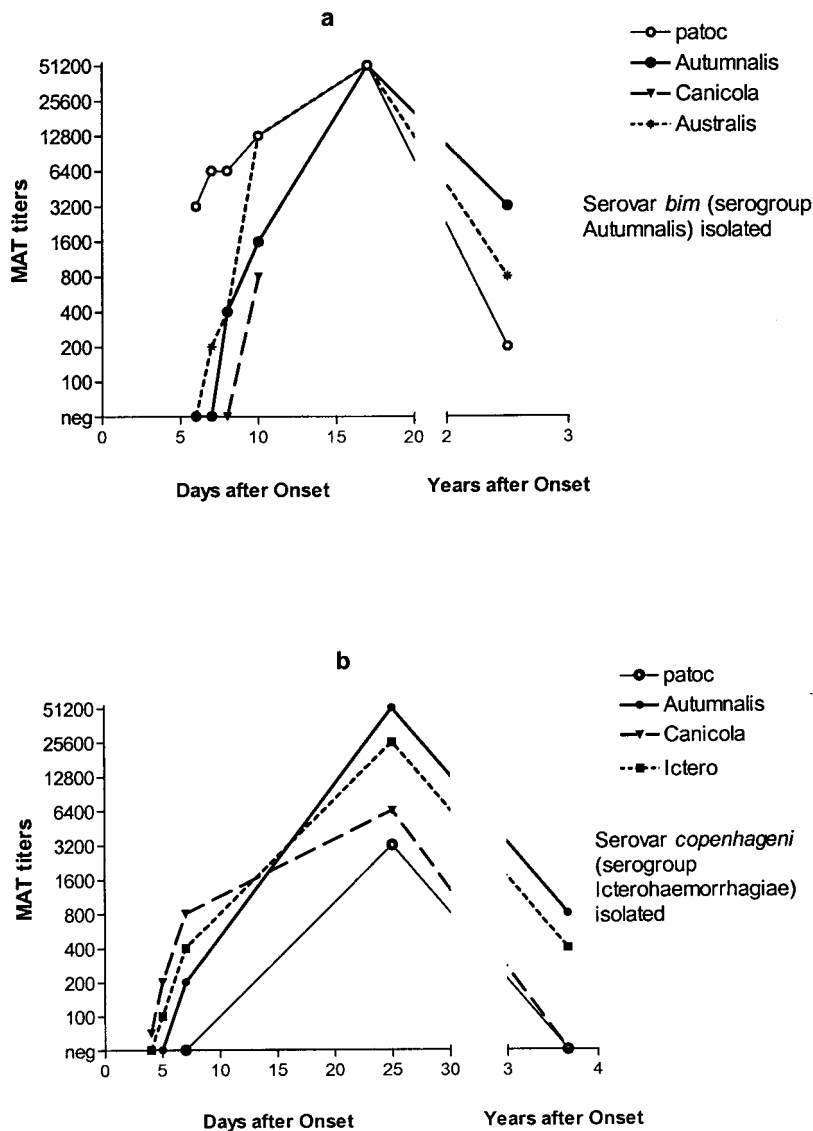 a
patoc
Autumnalis
Canicola
Australis
51200
25600
12800
6400
3200
1600
800
400
200
100
neg
MAT titers
0
5
10
15
20
2
3
Days after Onset
Years after Onset
Serovar bim (serogroup
Autumnalis) isolated
b
patoc
Autumnalis
Canicola
Ictero
51200
25600
12800
6400
3200
1600
800
400
200
100
neg
MAT titers
0
5
10
15
20
25
30
3
4
Days after Onset
Years after Onset
Serovar copenhageni
(serogroup
Icterohaemorrhagiae)
isolated